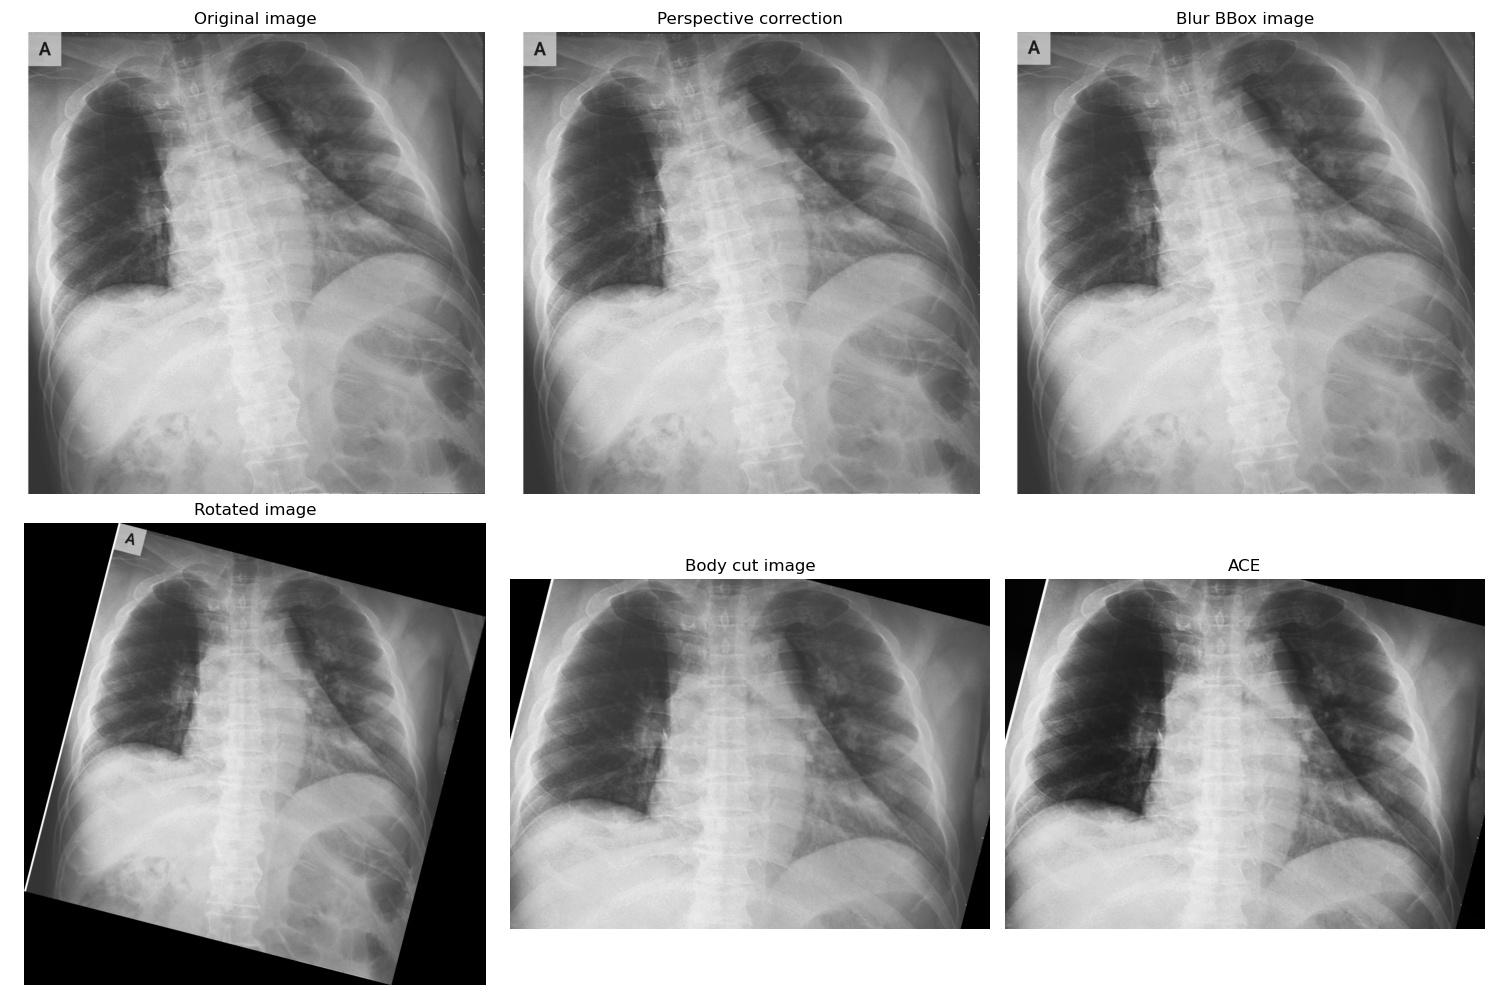 Original image
Perspective correction
Blur BBox image
A
A
A
Rotated image
A
Body cut image
ACE